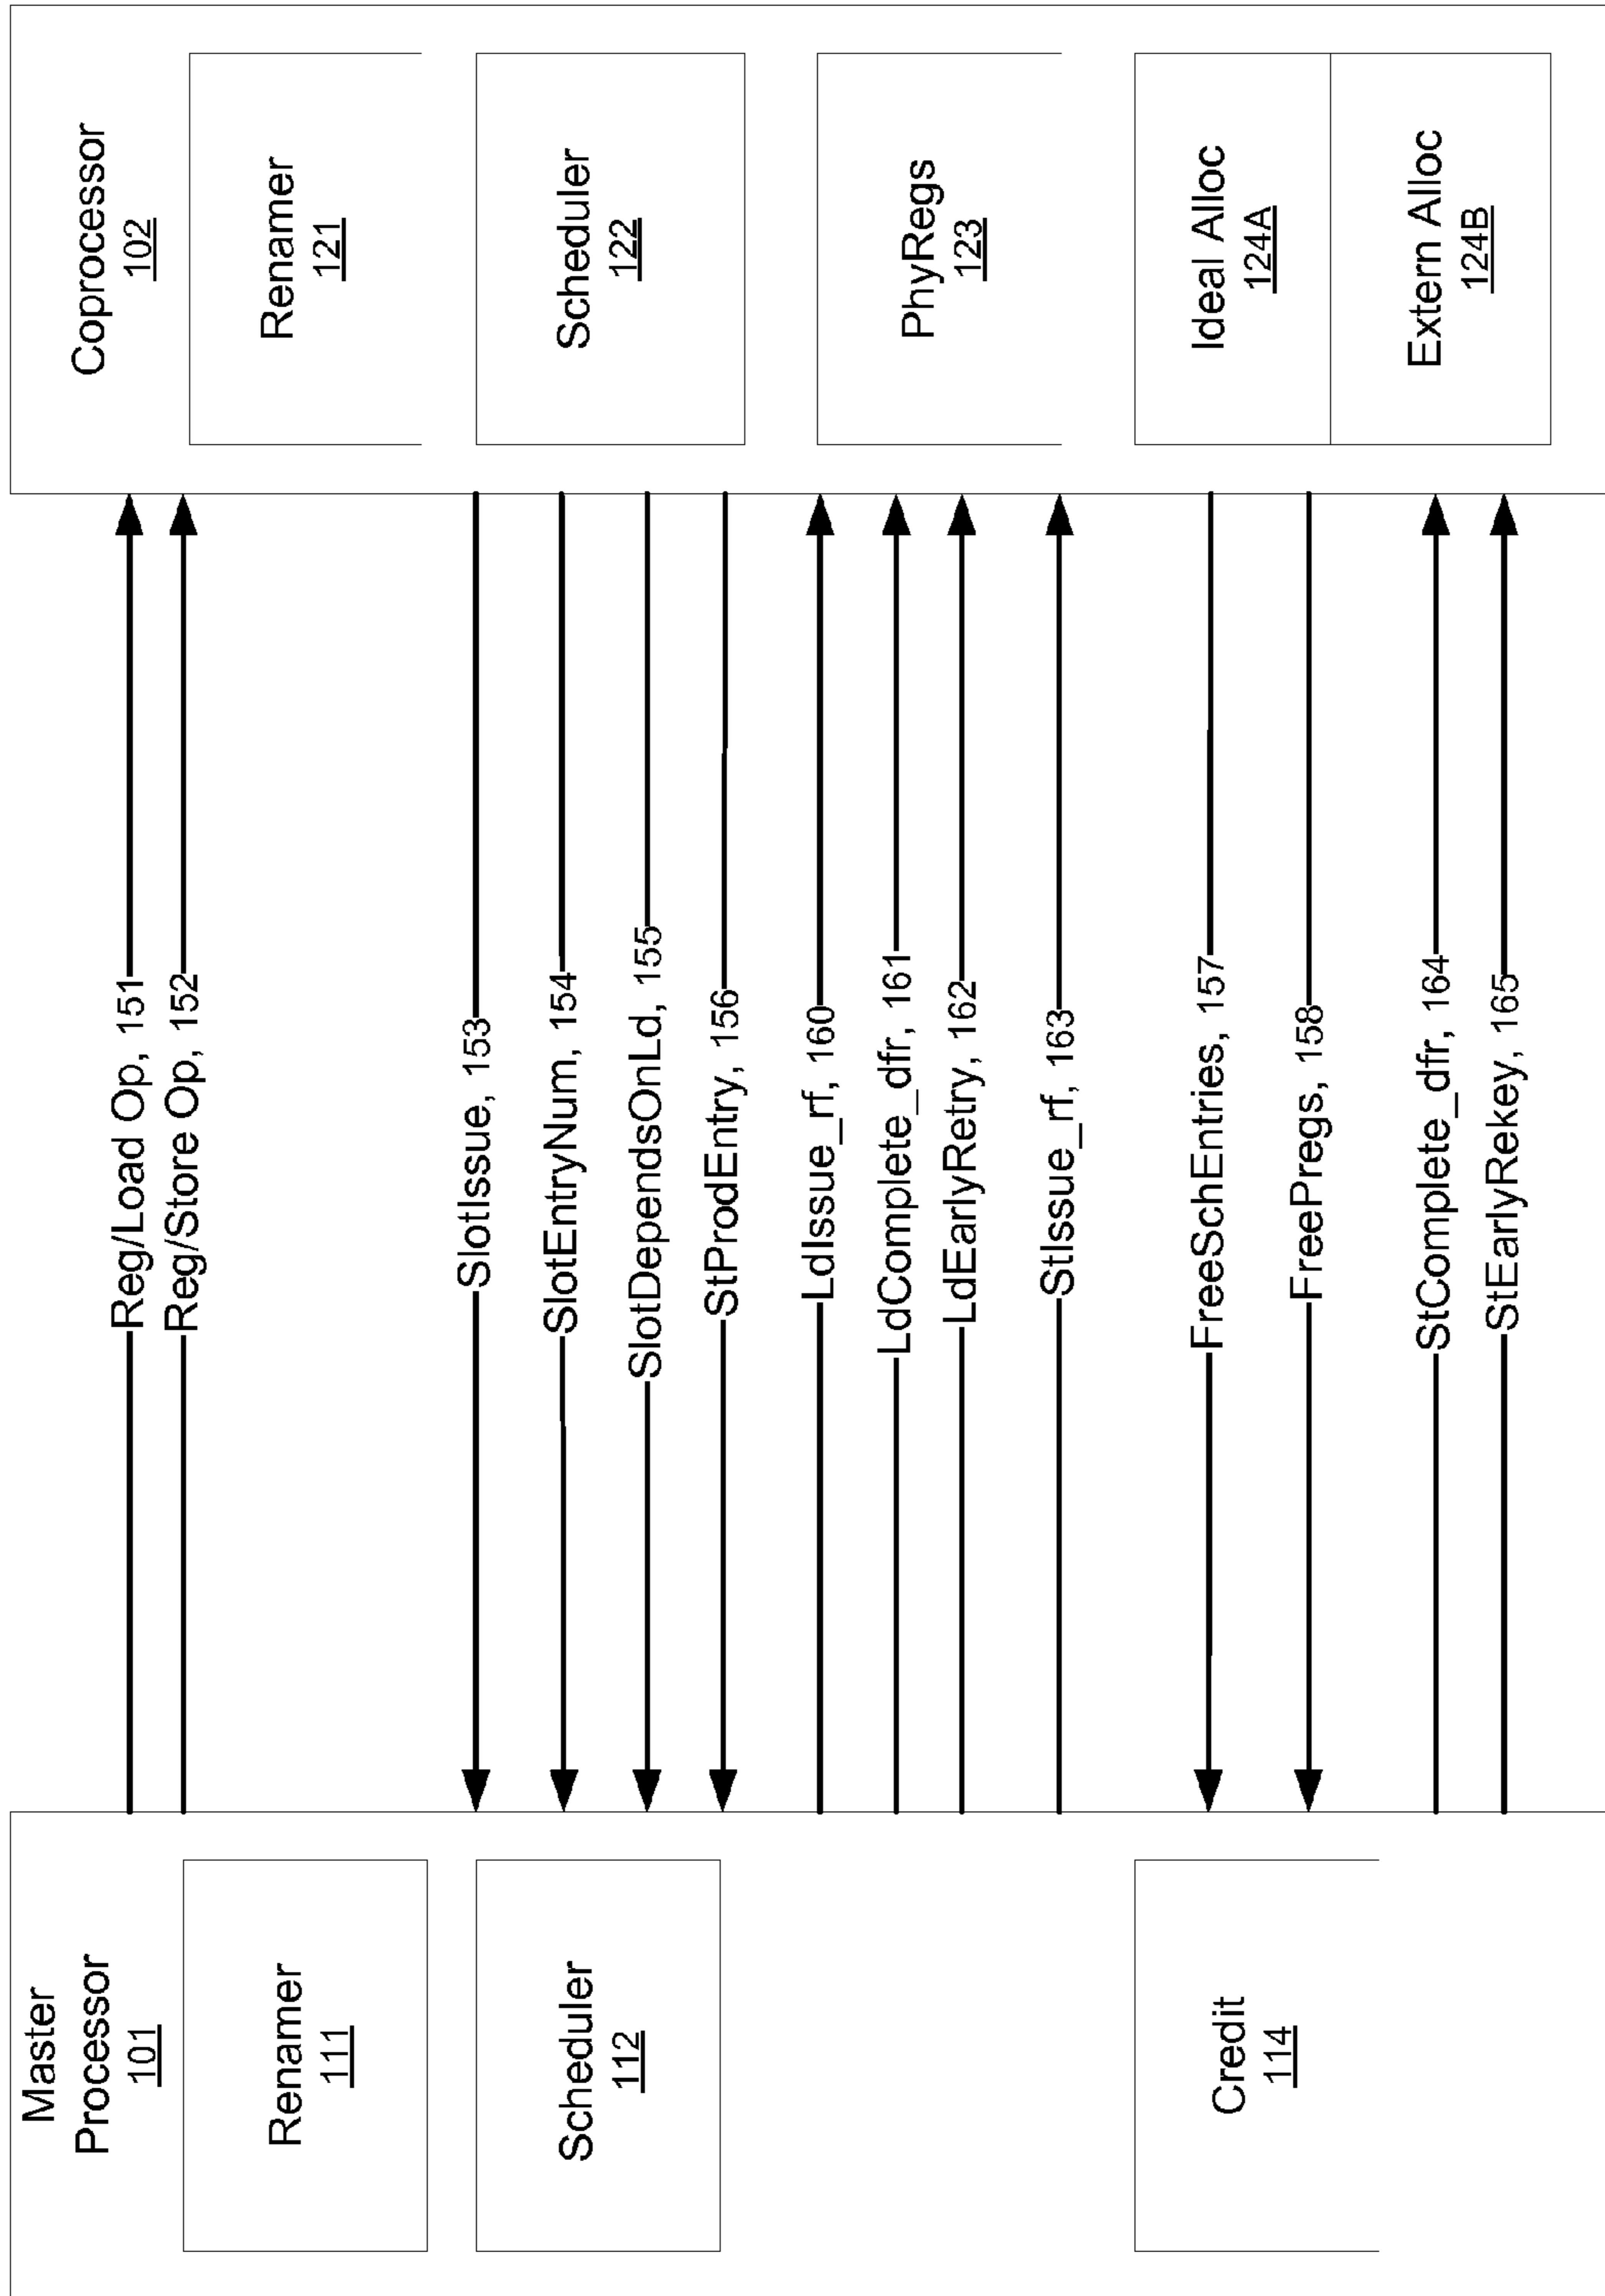 Master
Processor
101
Renamer
111
Scheduler
112
Credit
114
Reg/Load Op, 151
Reg/Store Op, 152
SlotIssue, 153
SlotEntryNum, 154
SlotDependsOnLd, 155
StProdEntry, 156
LdIssue_rf, 160
LdComplete_dfr, 161
LdEarlyRetry, 162
StIssue_rf, 163
FreeSchEntries, 157
FreePregs, 158
StComplete_dfr, 164
StEarlyRekey, 165
Coprocessor
102
Renamer
121
Scheduler
122
PhyRegs
123
Ideal Alloc
124A
Extern Alloc
124B